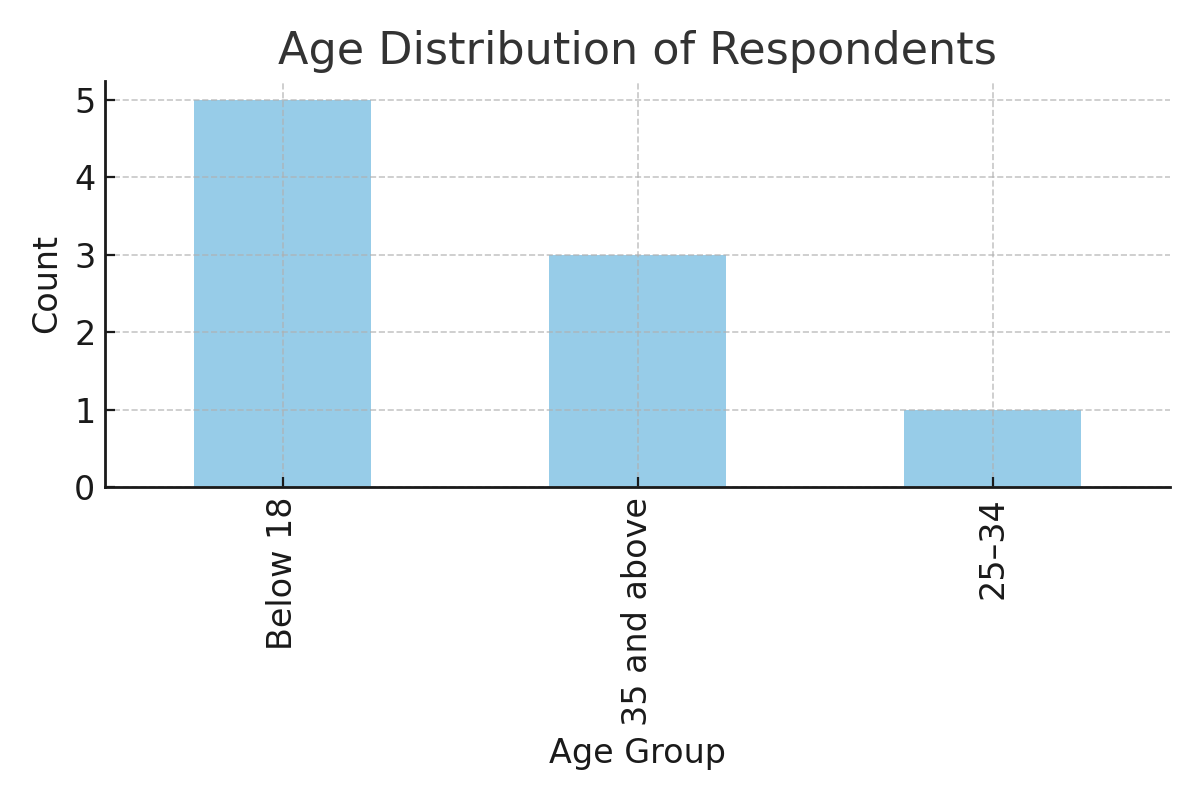 Age Distribution of Respondents
5
4
3
2
1
0
Count
Below 18
35 and above
25–34
Age Group